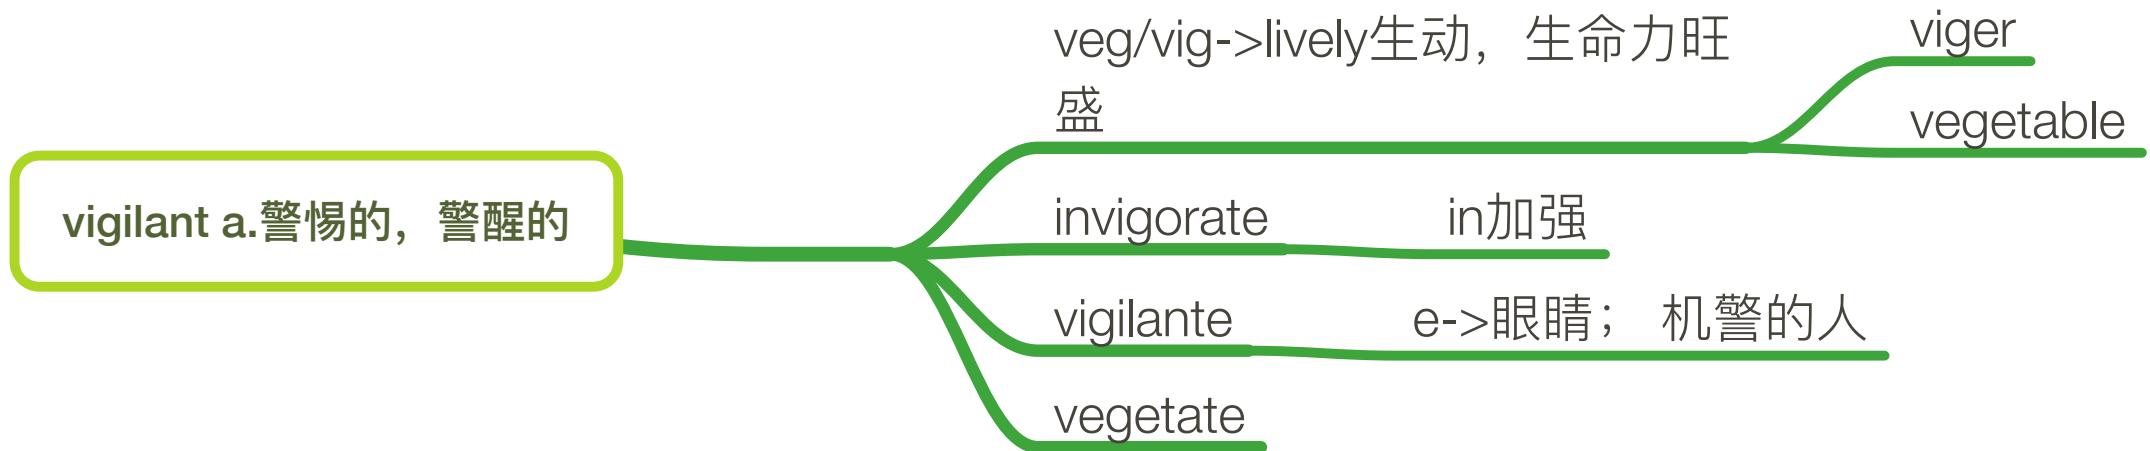 vigilant a.警惕的，警醒的
veg/vig->lively生动，生命力旺
盛
viger
vegetable
invigorate
in加强
vigilante
e->眼睛； 机警的人
vegetate